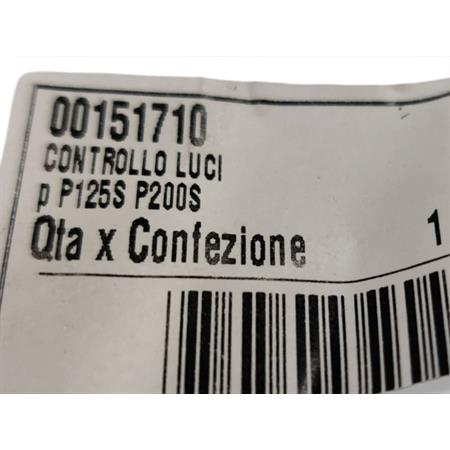 00151710
CONTROLLO LUCI
p P125S P200S
Qta x Confezione 1